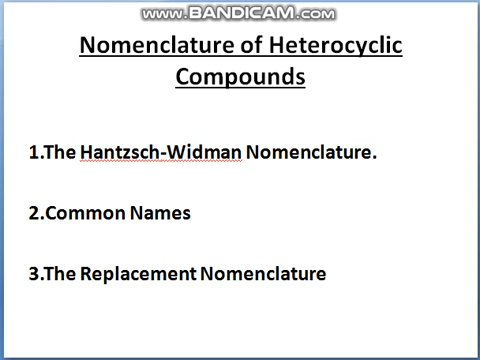 www.BANDICAM.com
Nomenclature of Heterocyclic
Compounds
1.The Hantzsch-Widman Nomenclature.
2.Common Names
3.The Replacement Nomenclature